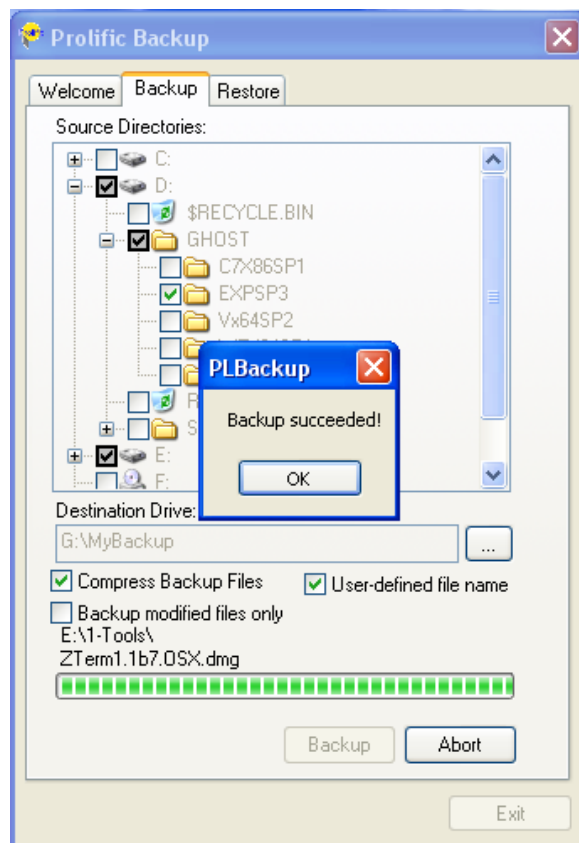 Prolific Backup
Welcome Backup Restore
Source Directories:
C:
D:
$RECYCLE.BIN
GHOST
C7X86SP1
EXPSP3
Vx64SP2
PLBackup
Backup succeeded!
OK
E:
F:
Destination Drive:
G:\MyBackup
...
Compress Backup Files User-defined file name
Backup modified files only
E:\1-Tools\
ZTerm1.1b7.OSX.dmg
Backup Abort
Exit